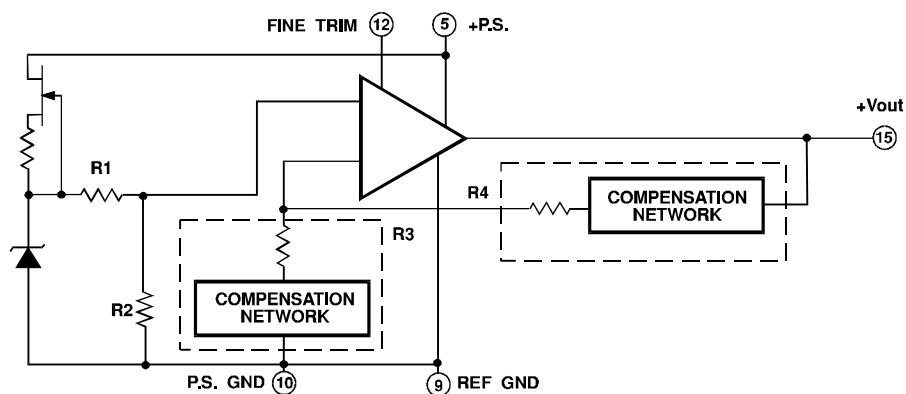 FINE TRIM 12 5 +P.S.
+Vout
15
R1
R4
COMPENSATION
NETWORK
R3
R2
COMPENSATION
NETWORK
P.S. GND 10 9 REF GND